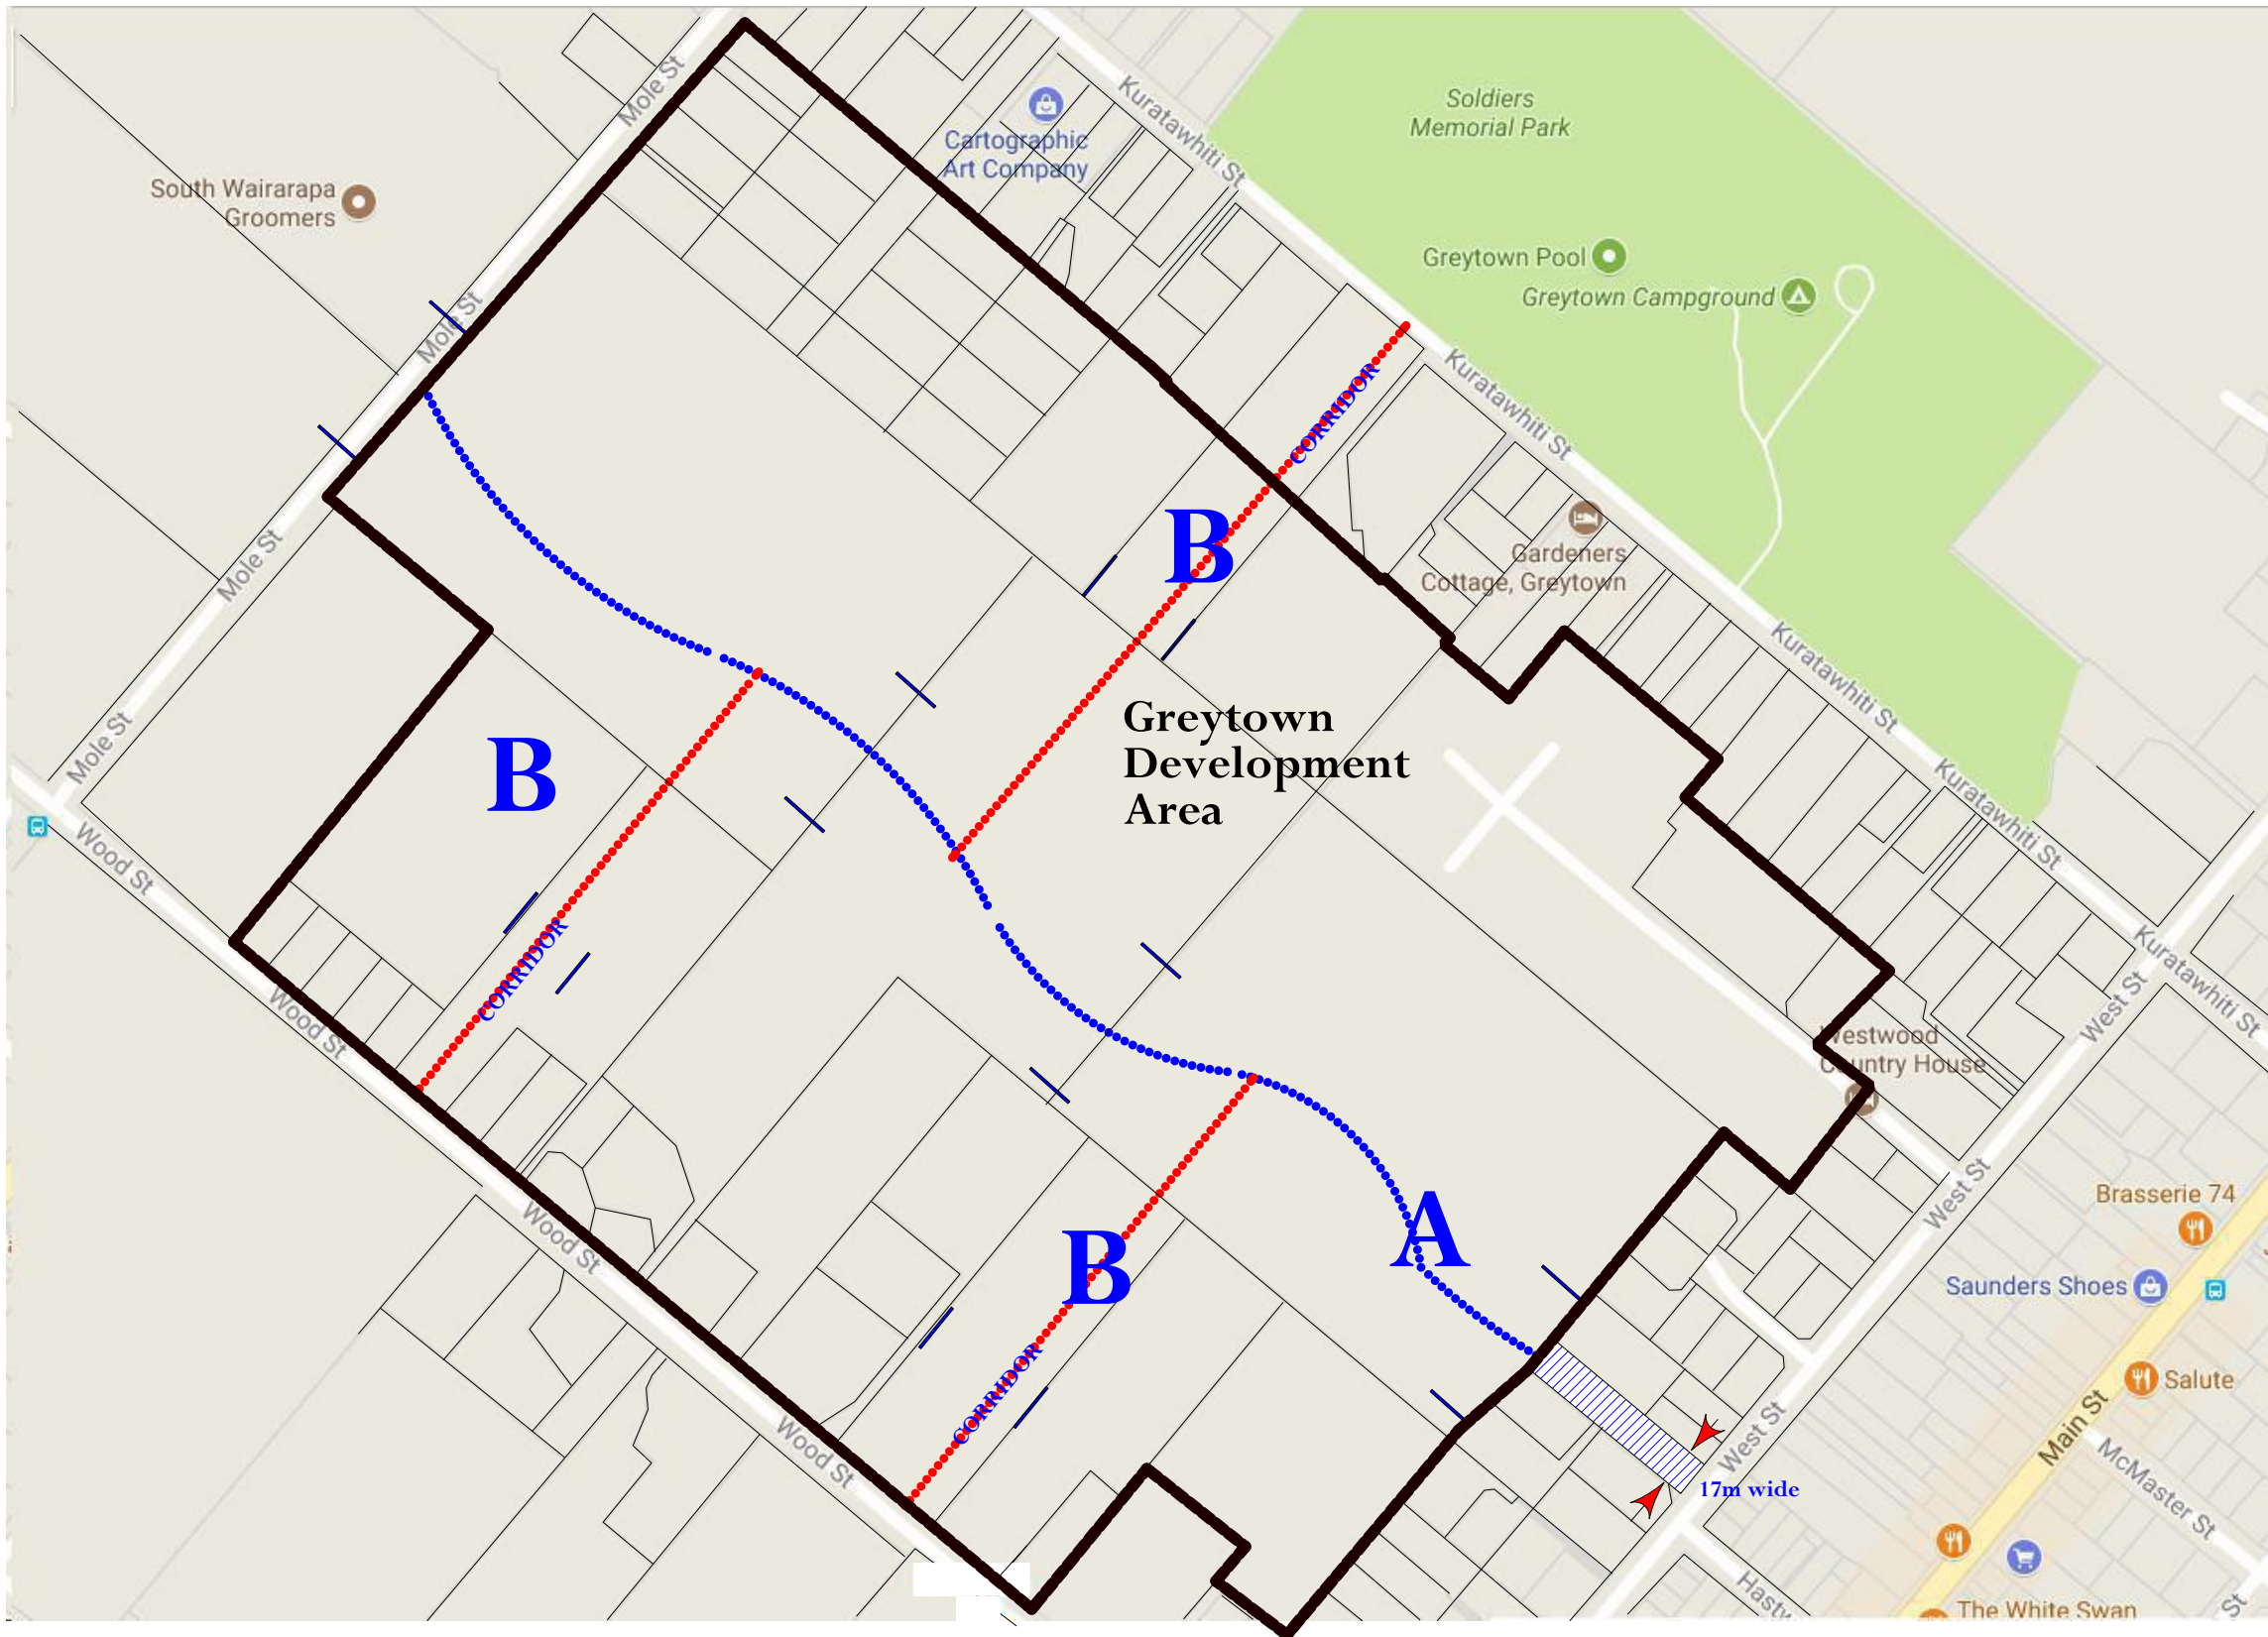 Mole St
Kuratawhiti St
Soldiers
Memorial Park
Cartographic
Art Company
South Wairarapa
Groomers
Greytown Pool
Greytown Campground
Mole St
CORRIDOR
Kuratawhiti St
B
Gardeners
Cottage, Greytown
Mole St
Kuratawhiti St
Greytown
Development
Area
B
Mole St
Kuratawhiti St
Wood St
CORRIDOR
Kuratawhiti St
West St
Wood St
Westwood
Country House
West St
Brasserie 74
Wood St
B
A
Saunders Shoes
CORRIDOR
Salute
West St
Main St
Wood St
17m wide
McMaster St
The White Swan
St